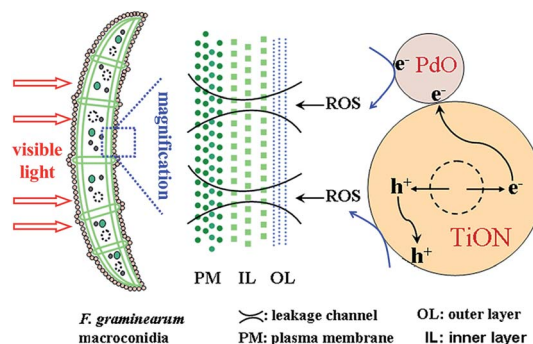 visible
light
magnification
PM IL OL
ROS
ROS
e-
PdO
e-
h+
e-
h+
TiON
F. graminearum
macroconidia
: leakage channel
PM: plasma membrane
OL: outer layer
IL: inner layer